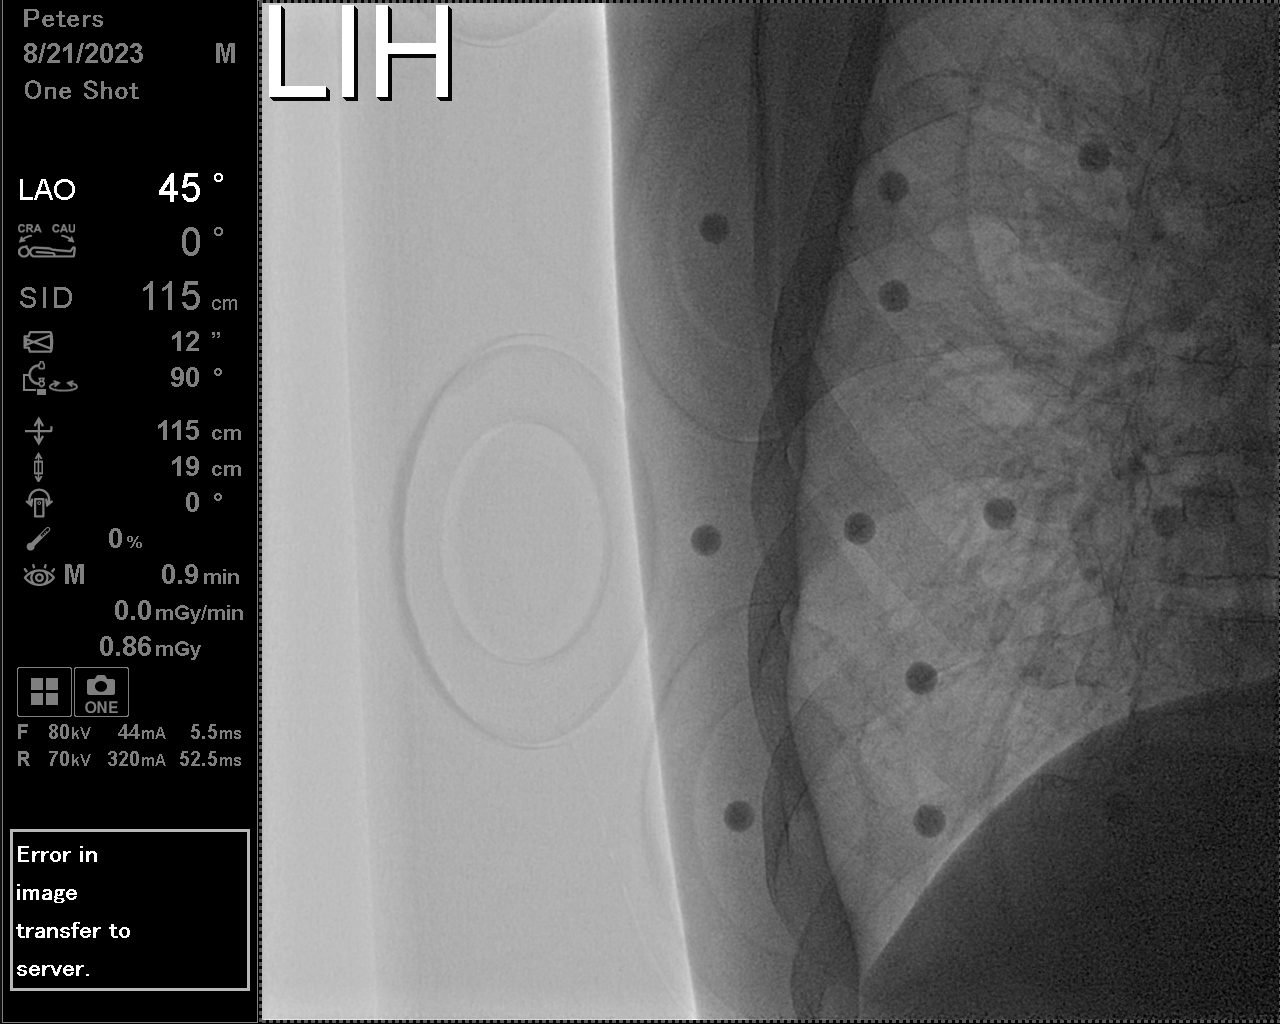 Peters
8/21/2023 M
One Shot
LAO 45 °
CRA CAU 0 °
SID 115 cm
12 ”
90 °
115 cm
19 cm
0 °
0 %
M 0.9 min
0.0 mGy/min
0.86 mGy
ONE
F 80kV 44mA 5.5ms
R 70kV 320mA 52.5ms
Error in
image
transfer to
server.
LIH